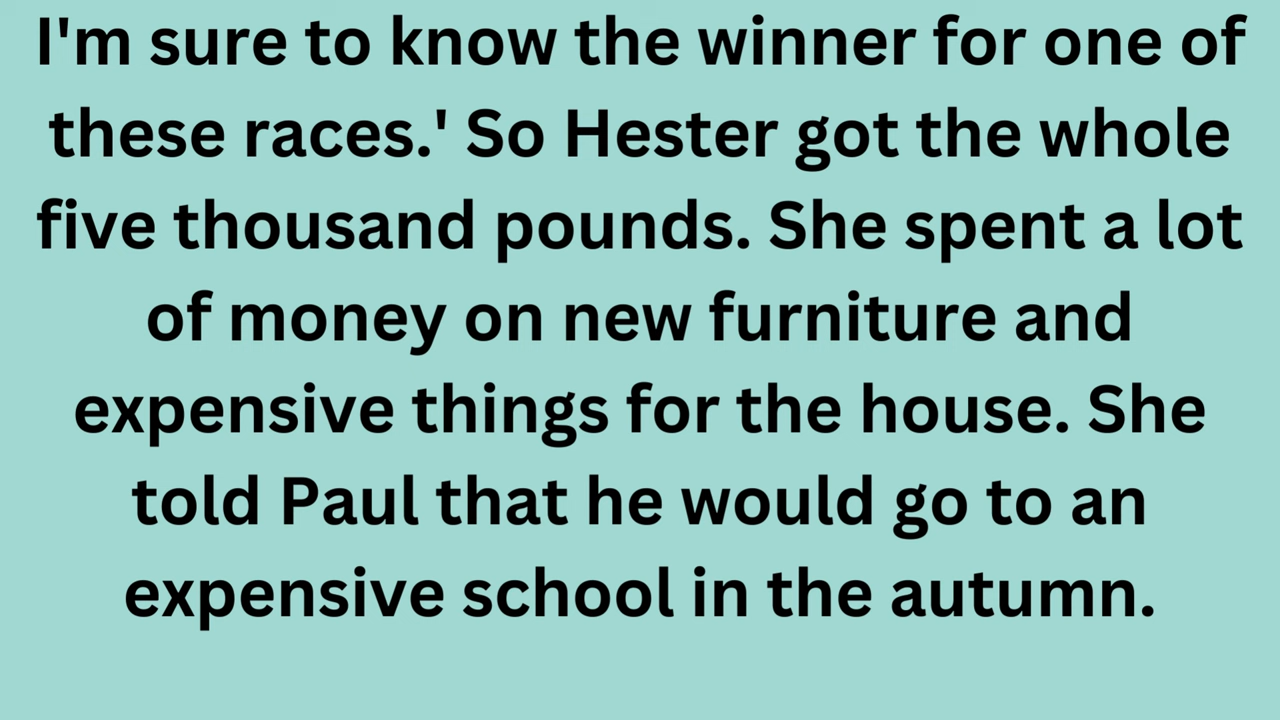 I'm sure to know the winner for one of
these races.' So Hester got the whole
five thousand pounds. She spent a lot
of money on new furniture and
expensive things for the house. She
told Paul that he would go to an
expensive school in the autumn.